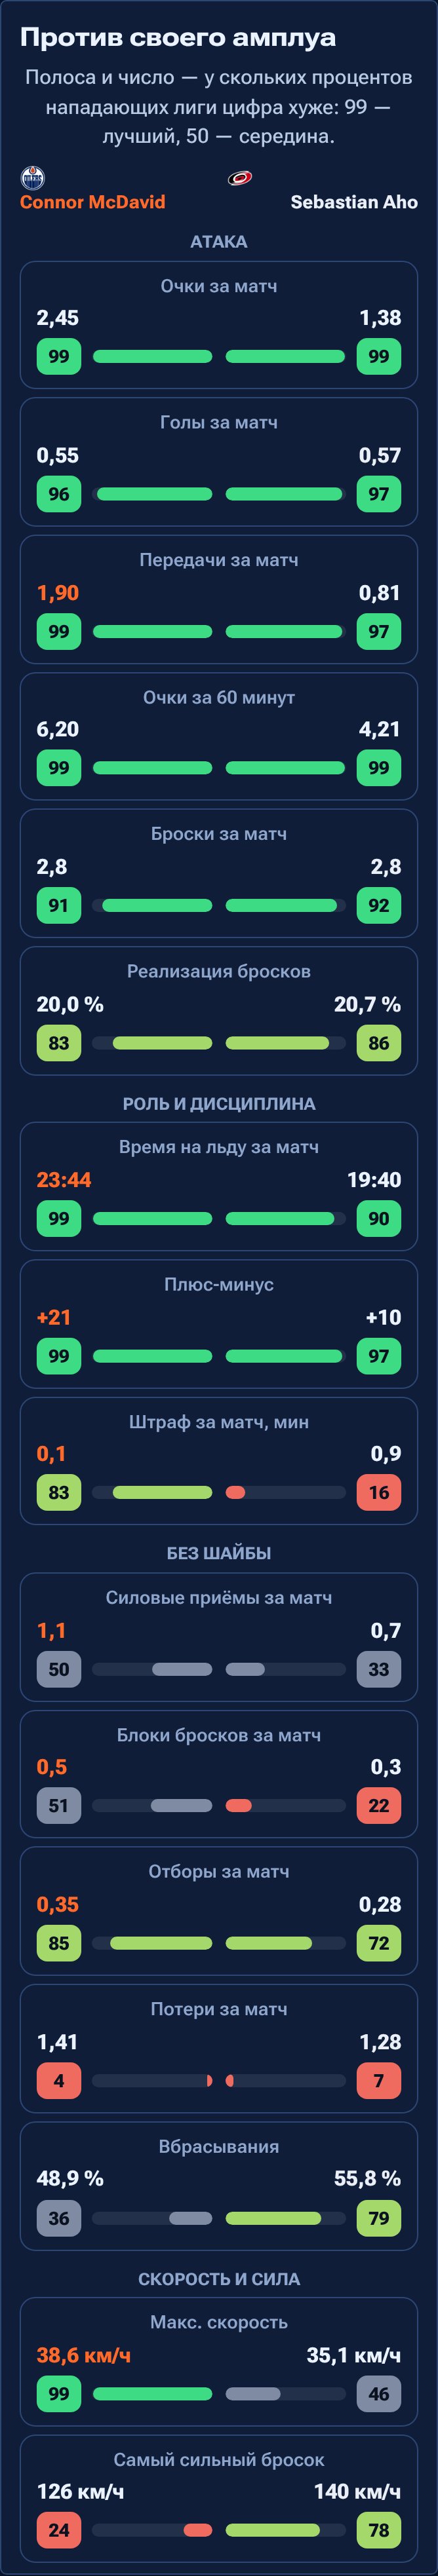 Против своего амплуа
Полоса и число — у скольких процентов
нападающих лиги цифра хуже: 99 —
лучший, 50 — середина.
OILERS
Connor McDavid Sebastian Aho
АТАКА
Очки за матч
2,45 1,38
99 99
Голы за матч
0,55 0,57
96 97
Передачи за матч
1,90 0,81
99 97
Очки за 60 минут
6,20 4,21
99 99
Броски за матч
2,8 2,8
91 92
Реализация бросков
20,0 % 20,7 %
83 86
РОЛЬ И ДИСЦИПЛИНА
Время на льду за матч
23:44 19:40
99 90
Плюс-минус
+21 +10
99 97
Штраф за матч, мин
0,1 0,9
83 16
БЕЗ ШАЙБЫ
Силовые приёмы за матч
1,1 0,7
50 33
Блоки бросков за матч
0,5 0,3
51 22
Отборы за матч
0,35 0,28
85 72
Потери за матч
1,41 1,28
4 7
Вбрасывания
48,9 % 55,8 %
36 79
СКОРОСТЬ И СИЛА
Макс. скорость
38,6 км/ч 35,1 км/ч
99 46
Самый сильный бросок
126 км/ч 140 км/ч
24 78